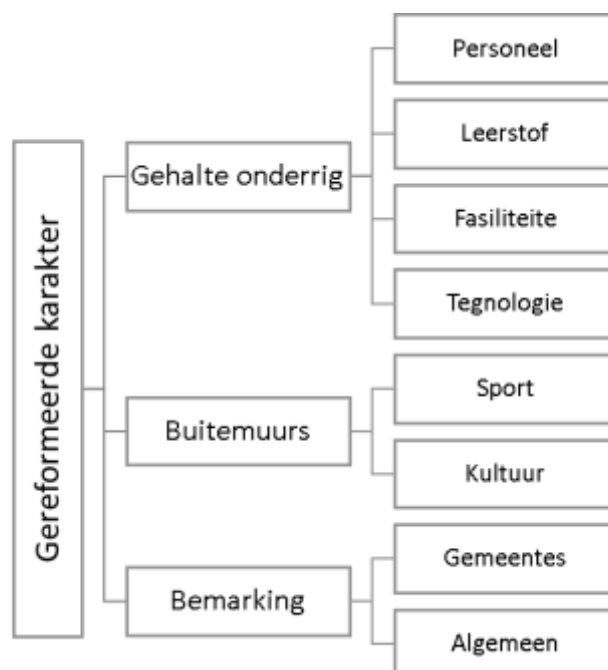 Gereformeerde karakter
Gehalte onderrig
Personeel
Leerstof
Fasiliteite
Tegnologie
Buitemuurs
Sport
Kultuur
Bemarking
Gemeentes
Algemeen